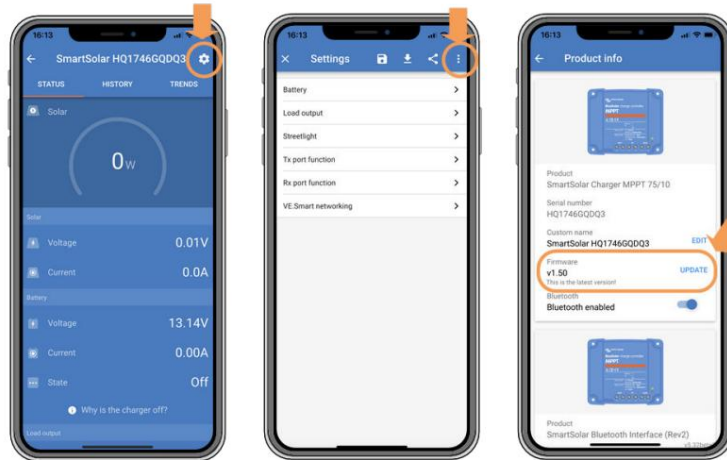 16:13
SmartSolar HQ1746GQDQ3
STATUS HISTORY TRENDS
Solar
0W
Solar
Voltage 0.01V
Current 0.0A
Battery
Voltage 13.14V
Current 0.00A
State Off
Why is the charger off?
Load output
16:13
Settings
Battery
Load output
Streetlight
Tx port function
Rx port function
VE.Smart networking
16:13
Product info
MPPT
Product
SmartSolar Charger MPPT 75/10
Serial number
HQ1746GQDQ3
Custom name
SmartSolar HQ1746GQDQ3 EDIT
Firmware
v1.50 UPDATE
This is the latest version!
Bluetooth
Bluetooth enabled
MPPT
Product
SmartSolar Bluetooth Interface (Rev2)